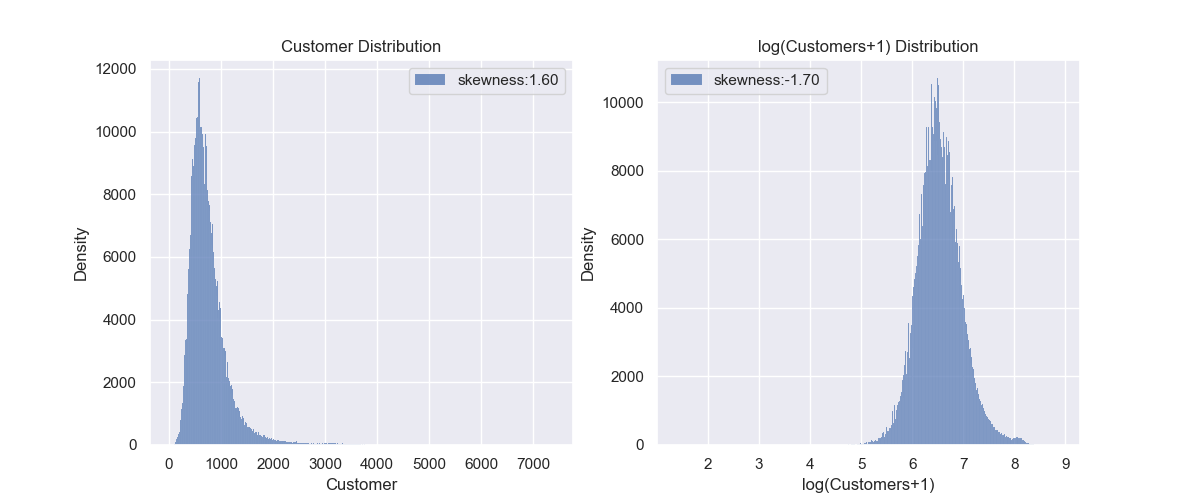 Customer Distribution
skewness:1.60
12000
10000
8000
6000
4000
2000
0
Density
0 1000 2000 3000 4000 5000 6000 7000
Customer
log(Customers+1) Distribution
skewness:-1.70
10000
8000
6000
4000
2000
0
Density
2 3 4 5 6 7 8 9
log(Customers+1)